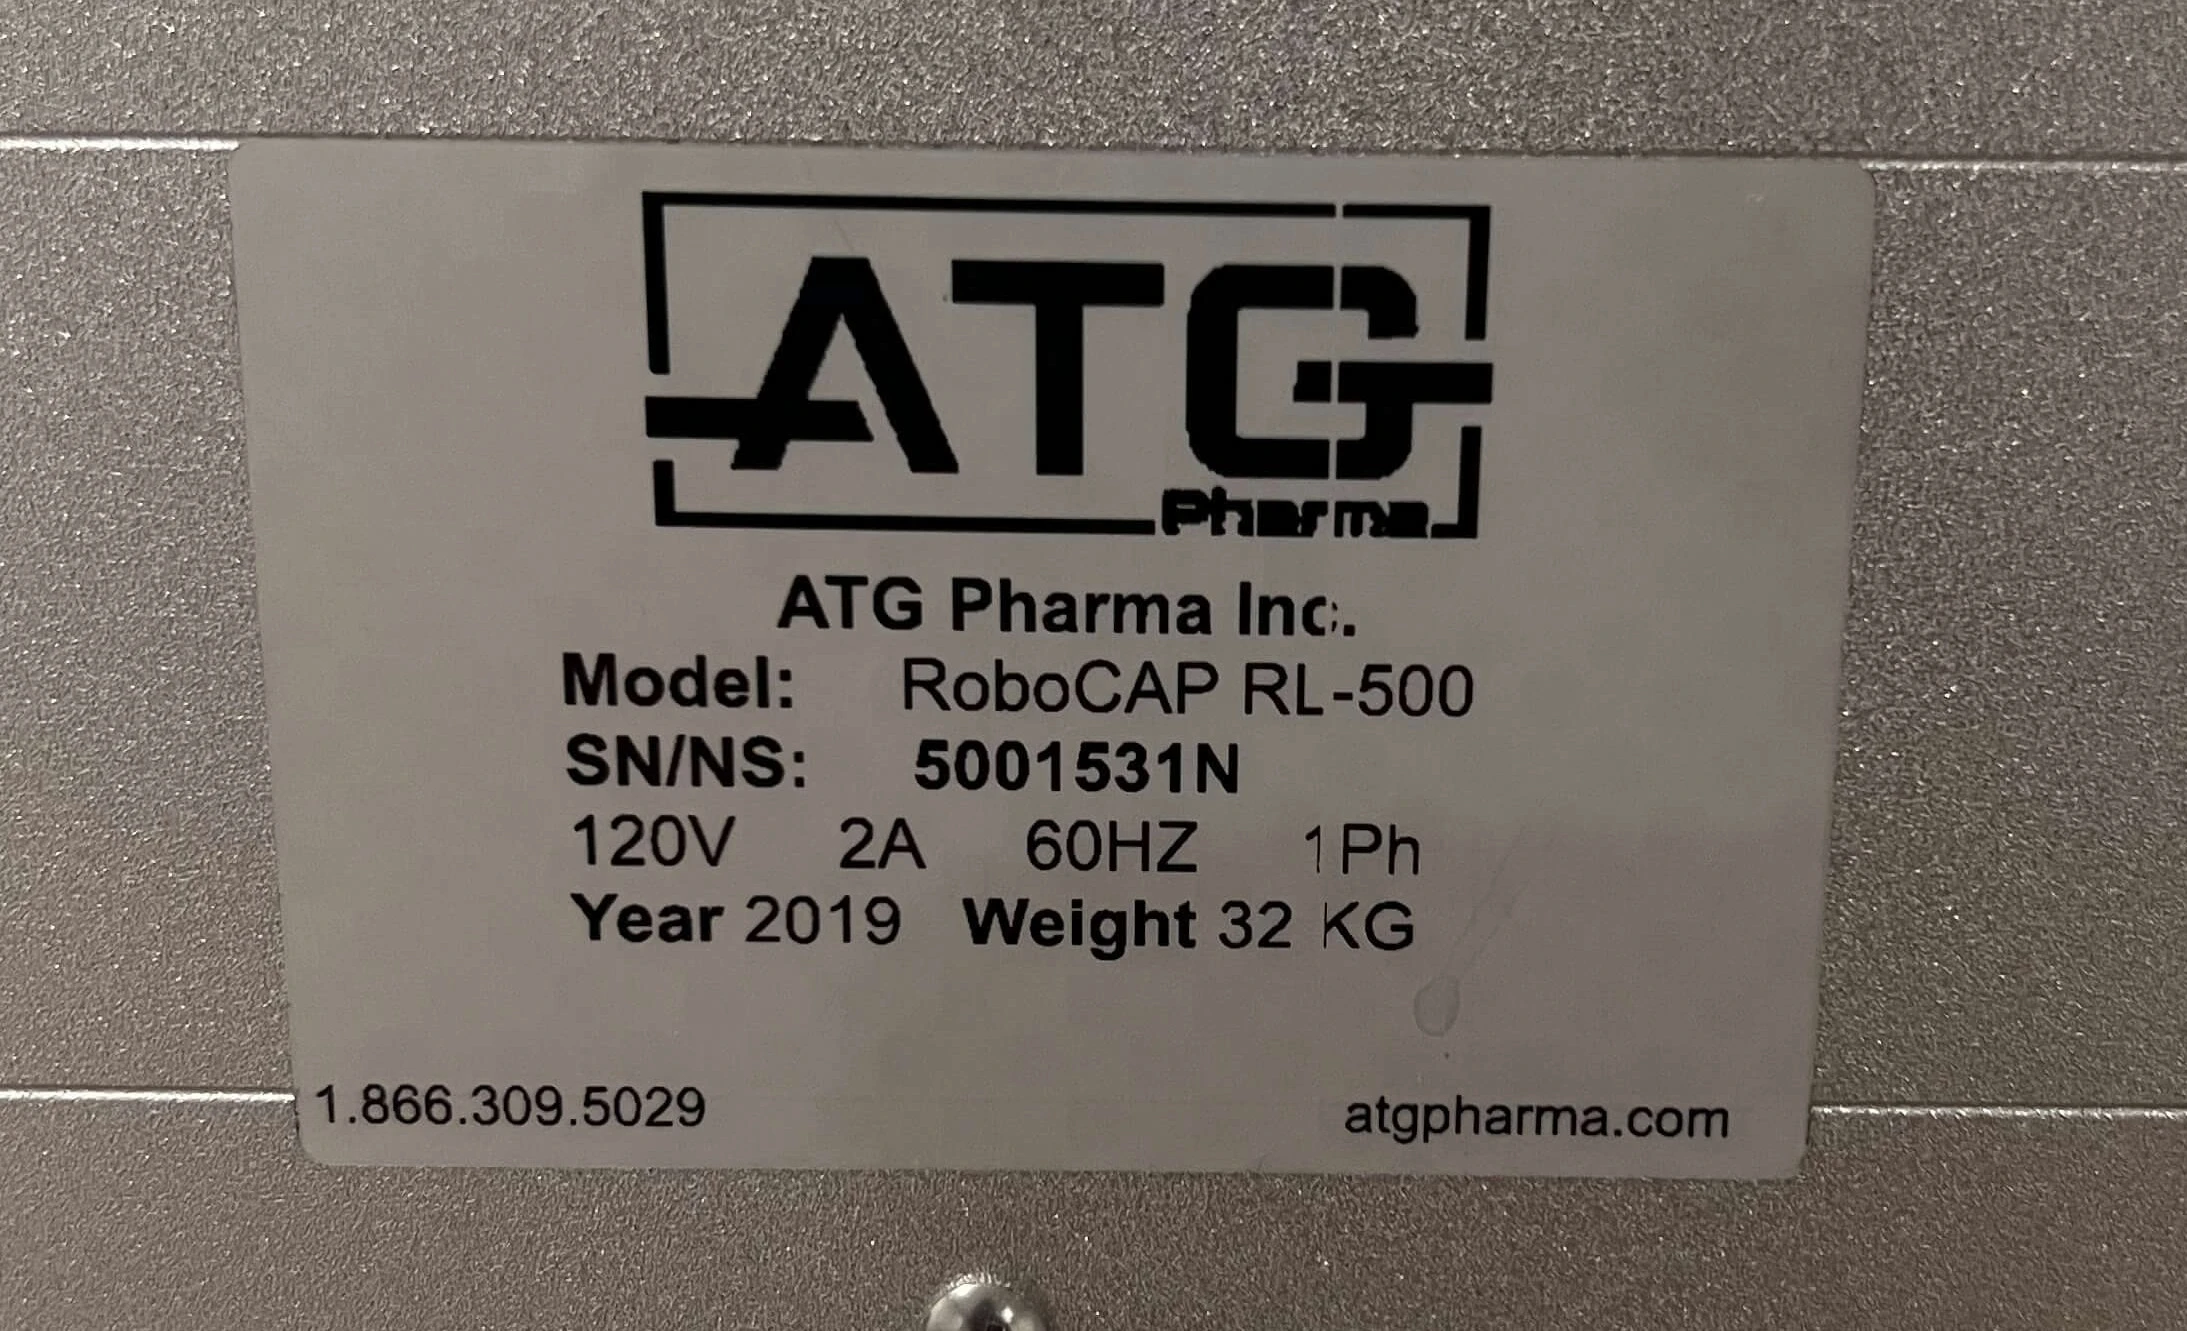 ATG
Pharma
ATG Pharma Inc.
Model: RoboCAP RL-500
SN/NS: 5001531N
120V 2A 60HZ 1Ph
Year 2019 Weight 32 KG
1.866.309.5029 atgpharma.com